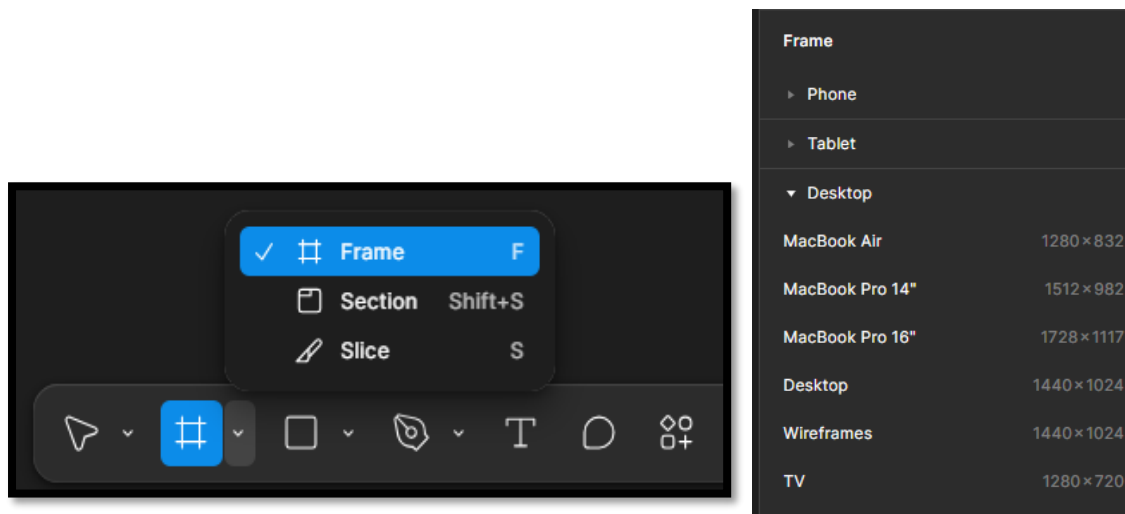 Frame F
Section Shift+S
Slice S
T
Frame
Phone
Tablet
Desktop
MacBook Air 1280×832
MacBook Pro 14" 1512×982
MacBook Pro 16" 1728×1117
Desktop 1440×1024
Wireframes 1440×1024
TV 1280×720